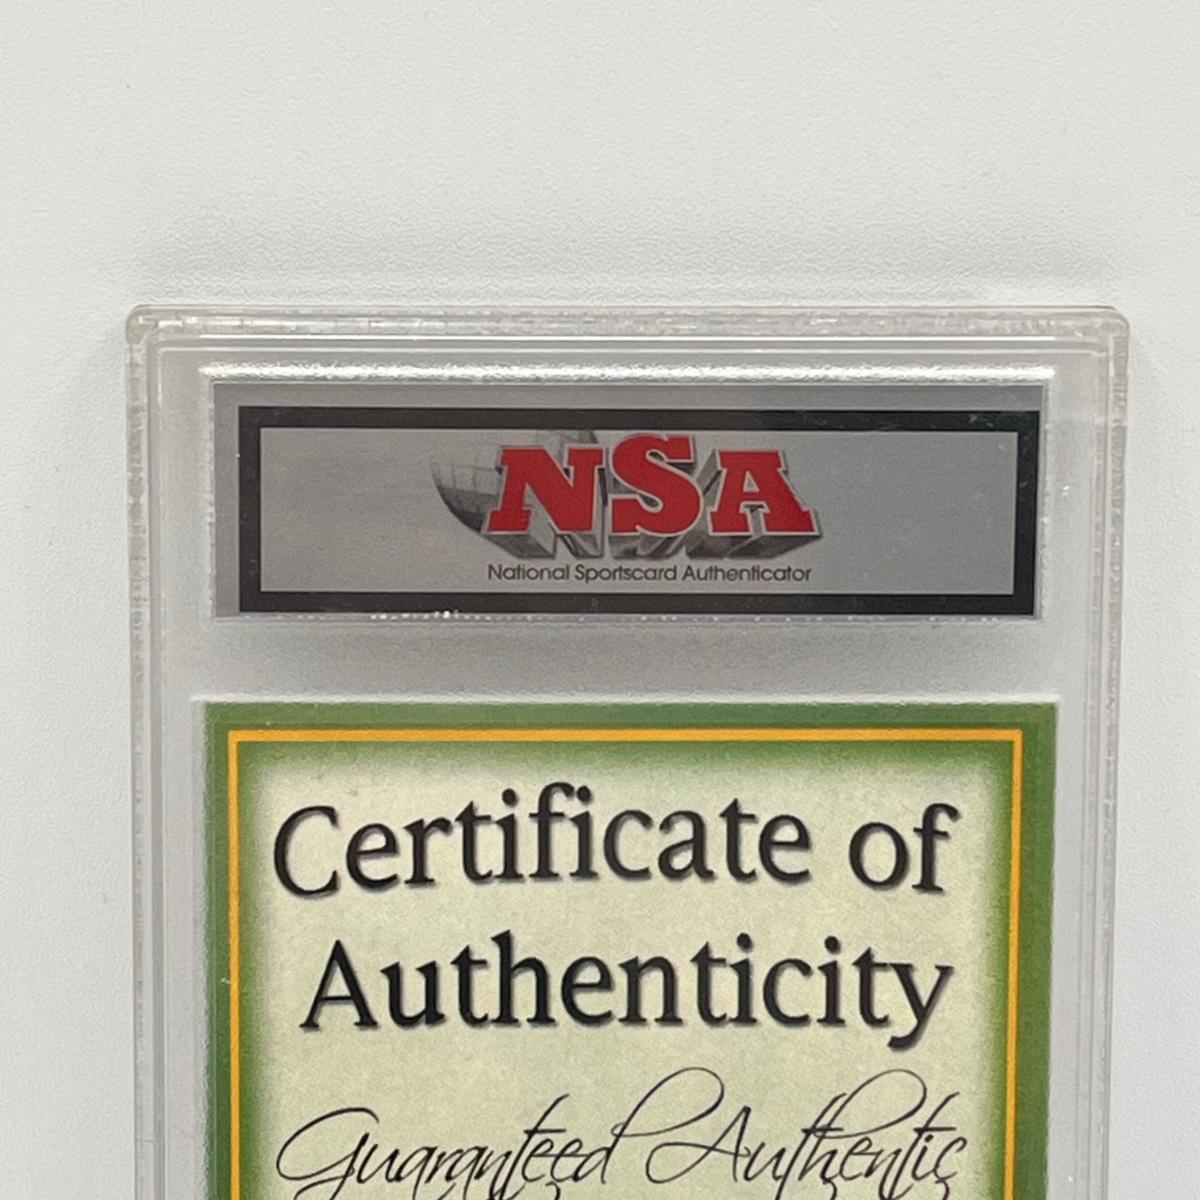 NSA
National Sportscard Authenticator
Certificate of
Authenticity
Guaranteed Authentic